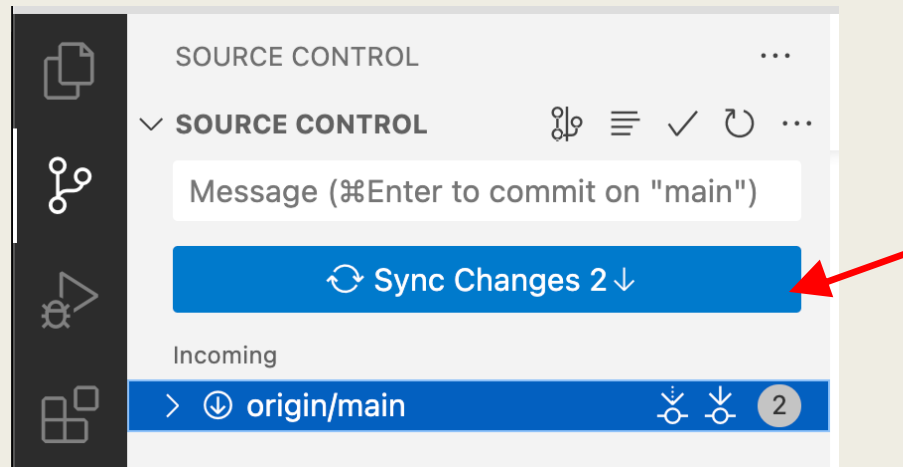 SOURCE CONTROL
SOURCE CONTROL
Message (⌘Enter to commit on "main")
Sync Changes 2↓
Incoming
origin/main
2